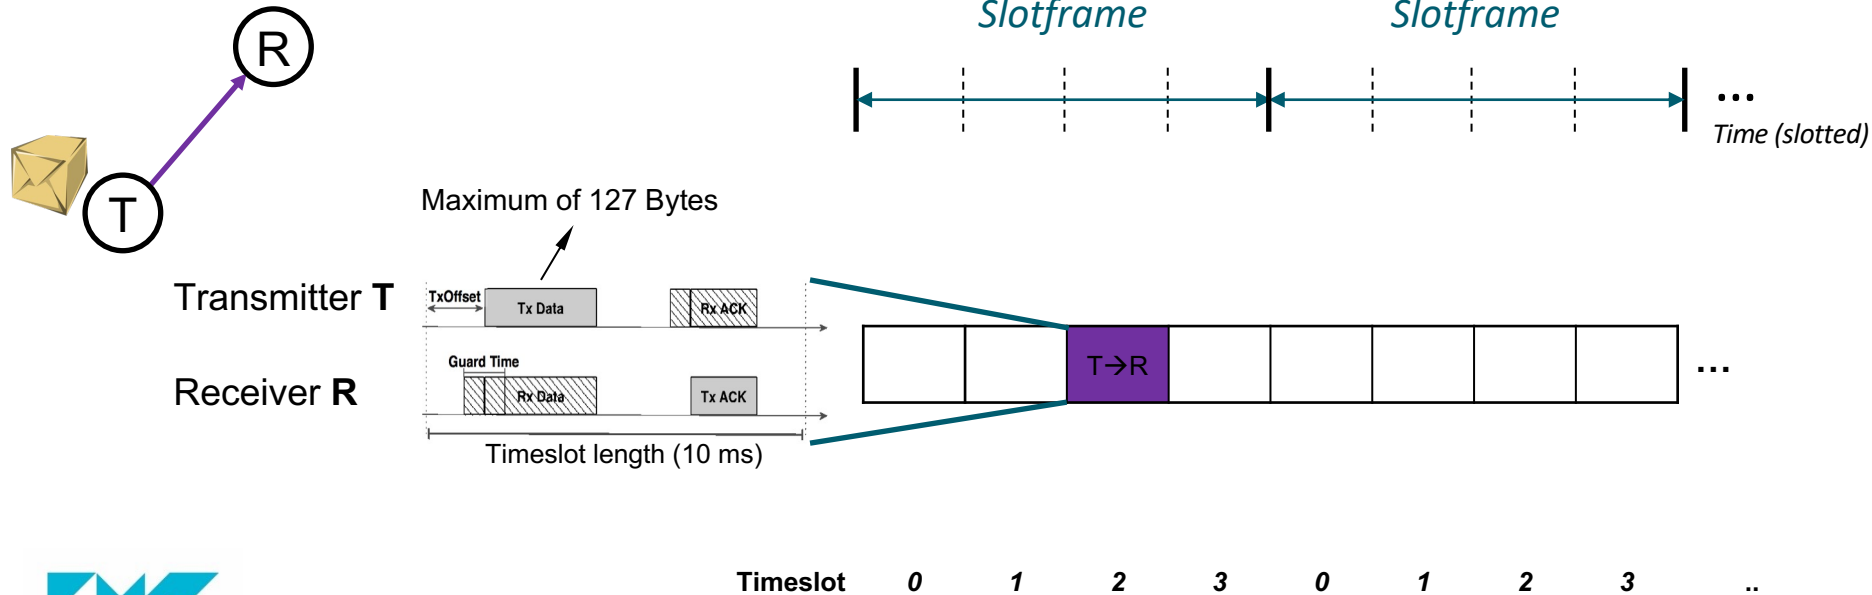 Slotframe Slotframe
R
...
Time (slotted)
T
Maximum of 127 Bytes
Transmitter T
TxOffset
Tx Data
Rx ACK
T→R
...
Guard Time
Receiver R
Rx Data
Tx ACK
Timeslot length (10 ms)
Timeslot 0 1 2 3 0 1 2 3 ..